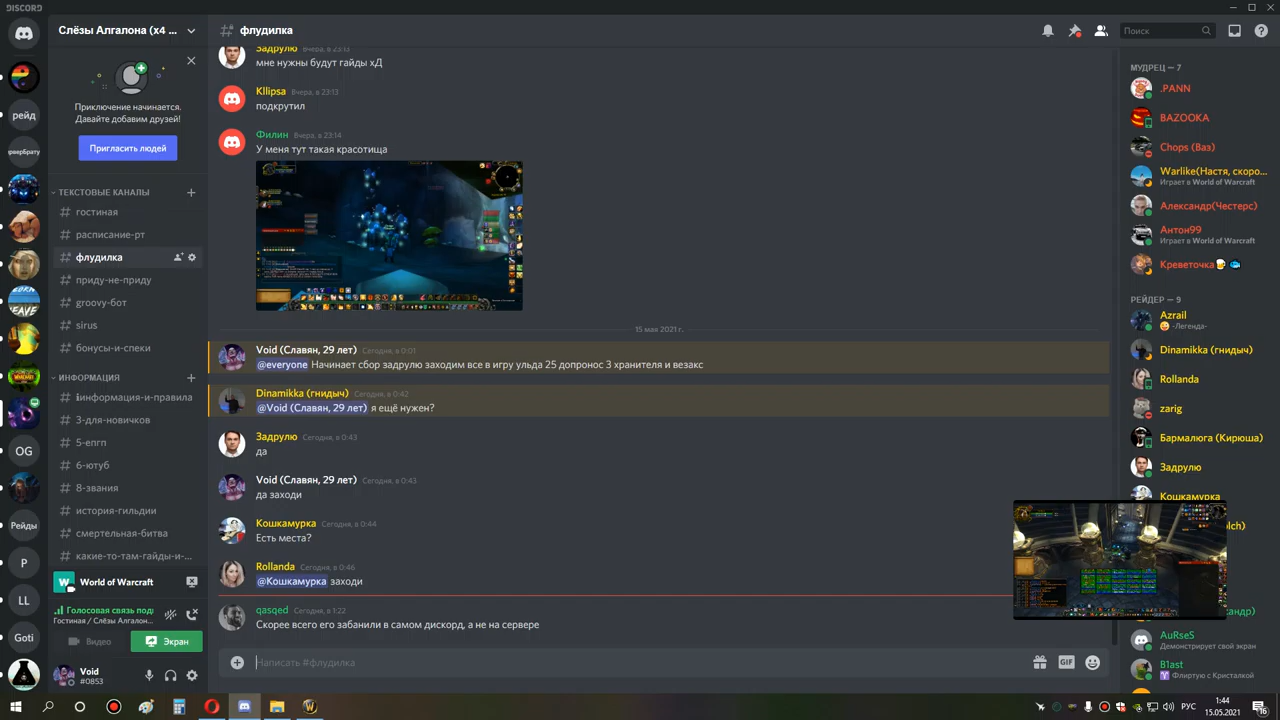 DISCORD
Слёзы Алгалона (x4 ...
флудилка
Поиск
Приключение начинается.
Давайте добавим друзей!
Пригласить людей
рейд
ерверБрату
OG
Рейды
P
LL
Goti
ТЕКСТОВЫЕ КАНАЛЫ
гостиная
расписание-рт
флудилка
приду-не-приду
groovy-бот
sirus
бонусы-и-спеки
ИНФОРМАЦИЯ
информация-и-правила
3-для-новичков
5-епгп
6-ютуб
8-звания
история-гильдии
смертельная-битва
какие-то-там-гайды-и-...
World of Warcraft
Голосовая связь под
Гостиная / Слёзы Алгалон...
Видео
Экран
Void
#0853
Задрулю Вчера, в 23:13
мне нужны будут гайды хД
Kllipsa Вчера, в 23:13
подкрутил
Филин Вчера, в 23:14
У меня тут такая красотища
15 мая 2021 г.
Void (Славян, 29 лет) Сегодня, в 0:01
@everyone Начинает сбор задрулю заходим все в игру ульда 25 допронос 3 хранителя и везакс
Dinamikka (гнидыч) Сегодня, в 0:42
@Void (Славян, 29 лет) я ещё нужен?
Задрулю Сегодня, в 0:43
да
Void (Славян, 29 лет) Сегодня, в 0:43
да заходи
Кошкамурка Сегодня, в 0:44
Есть места?
Rollanda Сегодня, в 0:46
@Кошкамурка заходи
qasqed Сегодня, в 1:22
Скорее всего его забанили в самом дискорд, а не на сервере
Написать #флудилка
GIF
МУДРЕЦ — 7
.PANN
BAZOOKA
Chops (Ваз)
Warlike(Настя, скоро...
Играет в World of Warcraft
Александр(Честерс)
Антон99
Играет в World of Warcraft
Креветочка
РЕЙДЕР — 9
Azrail
-Легенда-
Dinamikka (гнидыч)
Rollanda
zarig
Бармалюга (Кирюша)
Задрулю
Кошкамурка
olch)
андр)
AuRseS
Демонстрирует свой экран
B1ast
Флиртую с Кристалкой
РУС
1:44
15.05.2021
16